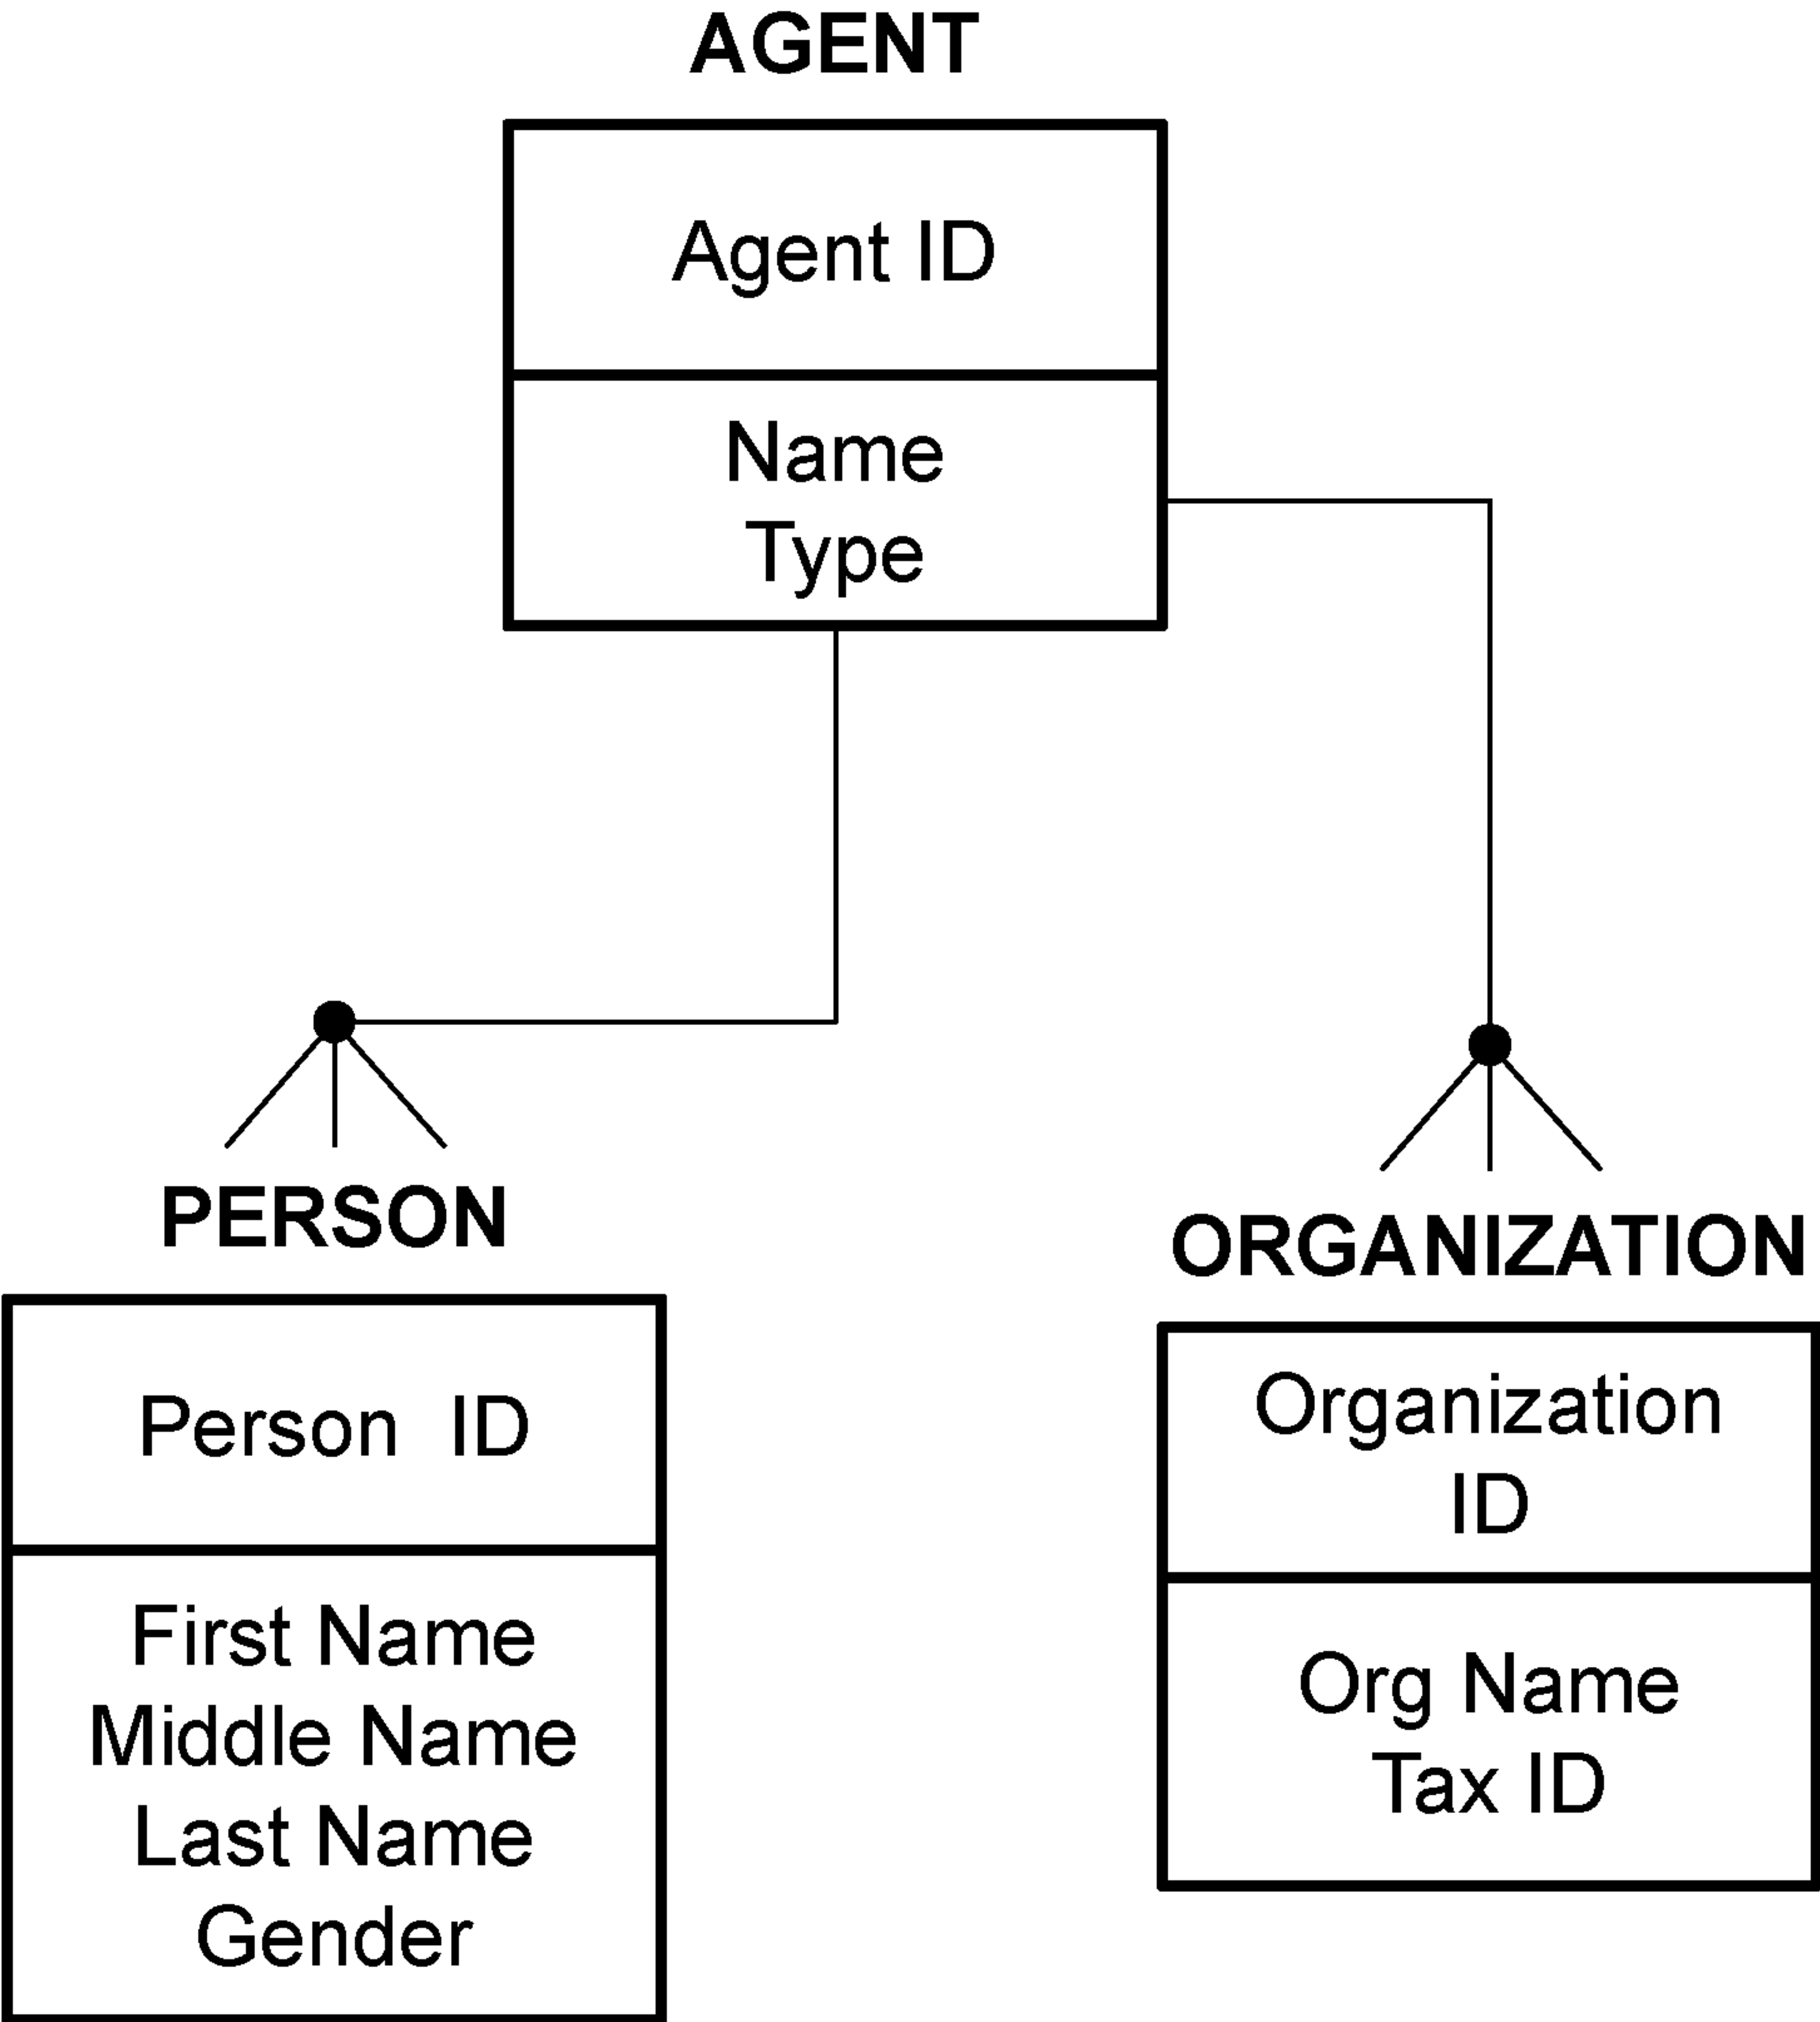 AGENT
Agent ID
Name
Type
PERSON
Person ID
First Name
Middle Name
Last Name
Gender
ORGANIZATION
Organization
ID
Org Name
Tax ID